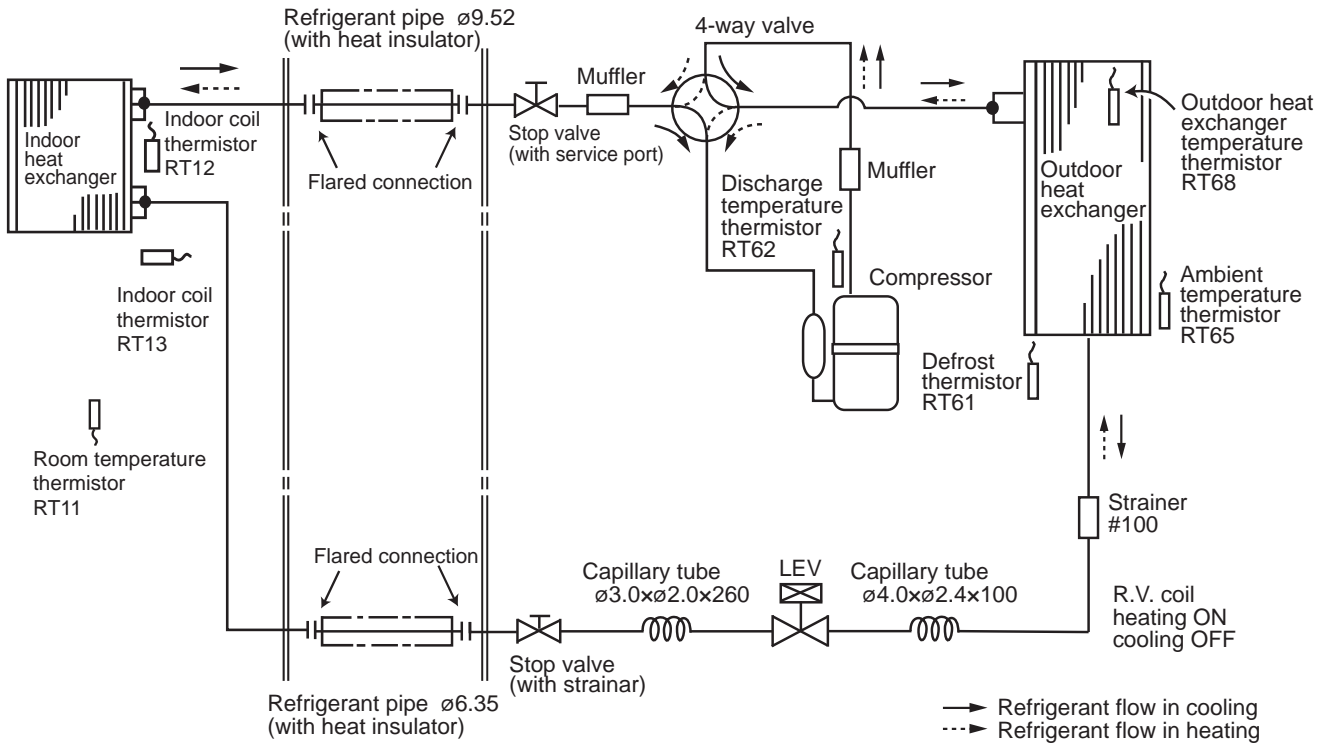 Refrigerant pipe ø9.52
(with heat insulator)
4-way valve
Muffler
Stop valve
(with service port)
Indoor
heat
exchanger
Indoor coil
thermistor
RT12
Flared connection
Muffler
Discharge
temperature
thermistor
RT62
Compressor
Outdoor
heat
exchanger
Outdoor heat
exchanger
temperature
thermistor
RT68
Ambient
temperature
thermistor
RT65
Defrost
thermistor
RT61
Indoor coil
thermistor
RT13
Room temperature
thermistor
RT11
Strainer
#100
Flared connection
Capillary tube
ø3.0×ø2.0×260
LEV
Capillary tube
ø4.0×ø2.4×100
R.V. coil
heating ON
cooling OFF
Stop valve
(with strainar)
Refrigerant pipe ø6.35
(with heat insulator)
Refrigerant flow in cooling
Refrigerant flow in heating